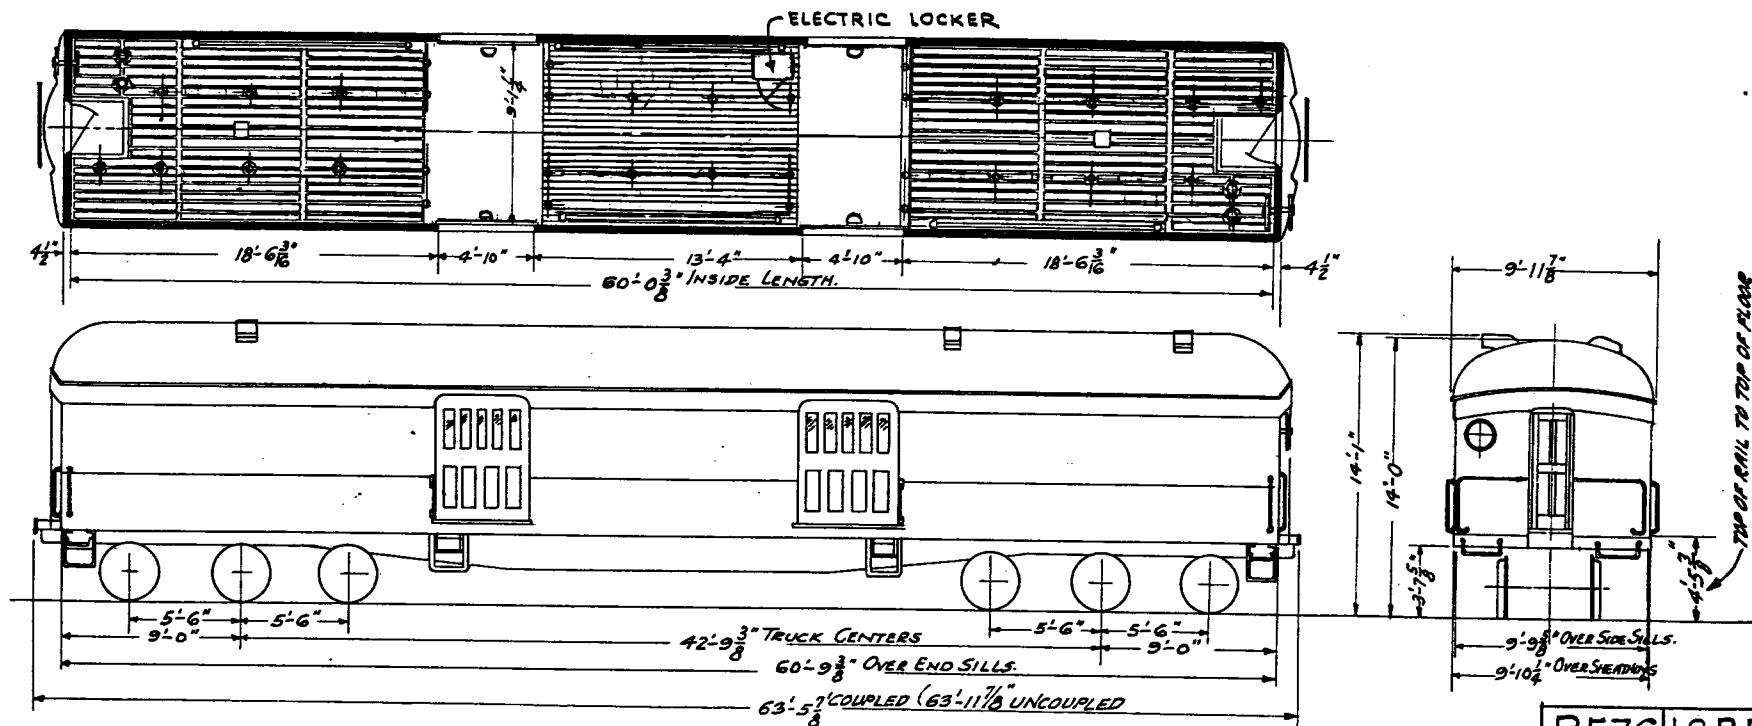 ELECTRIC LOCKER
9'-1¼"
4½" 18'-6 3/16" 4'-10" 13'-4" 4'-10" 18'-6 3/16" 4½"
60'-0⅜" INSIDE LENGTH.
9'-11⅞"
TOP OF RAIL TO TOP OF FLOOR
14'-1"
14'-0"
3'-7⅝"
5'-6" 5'-6" 5'-6" 5'-6"
9'-0" 42'-9⅜" TRUCK CENTERS 9'-0"
60'-9⅜" OVER END SILLS.
63'-5⅞" COUPLED (63'-11⅞" UNCOUPLED
9'-9⅝" OVER SIDE SILLS.
9'-10¼" OVER SHEATHING